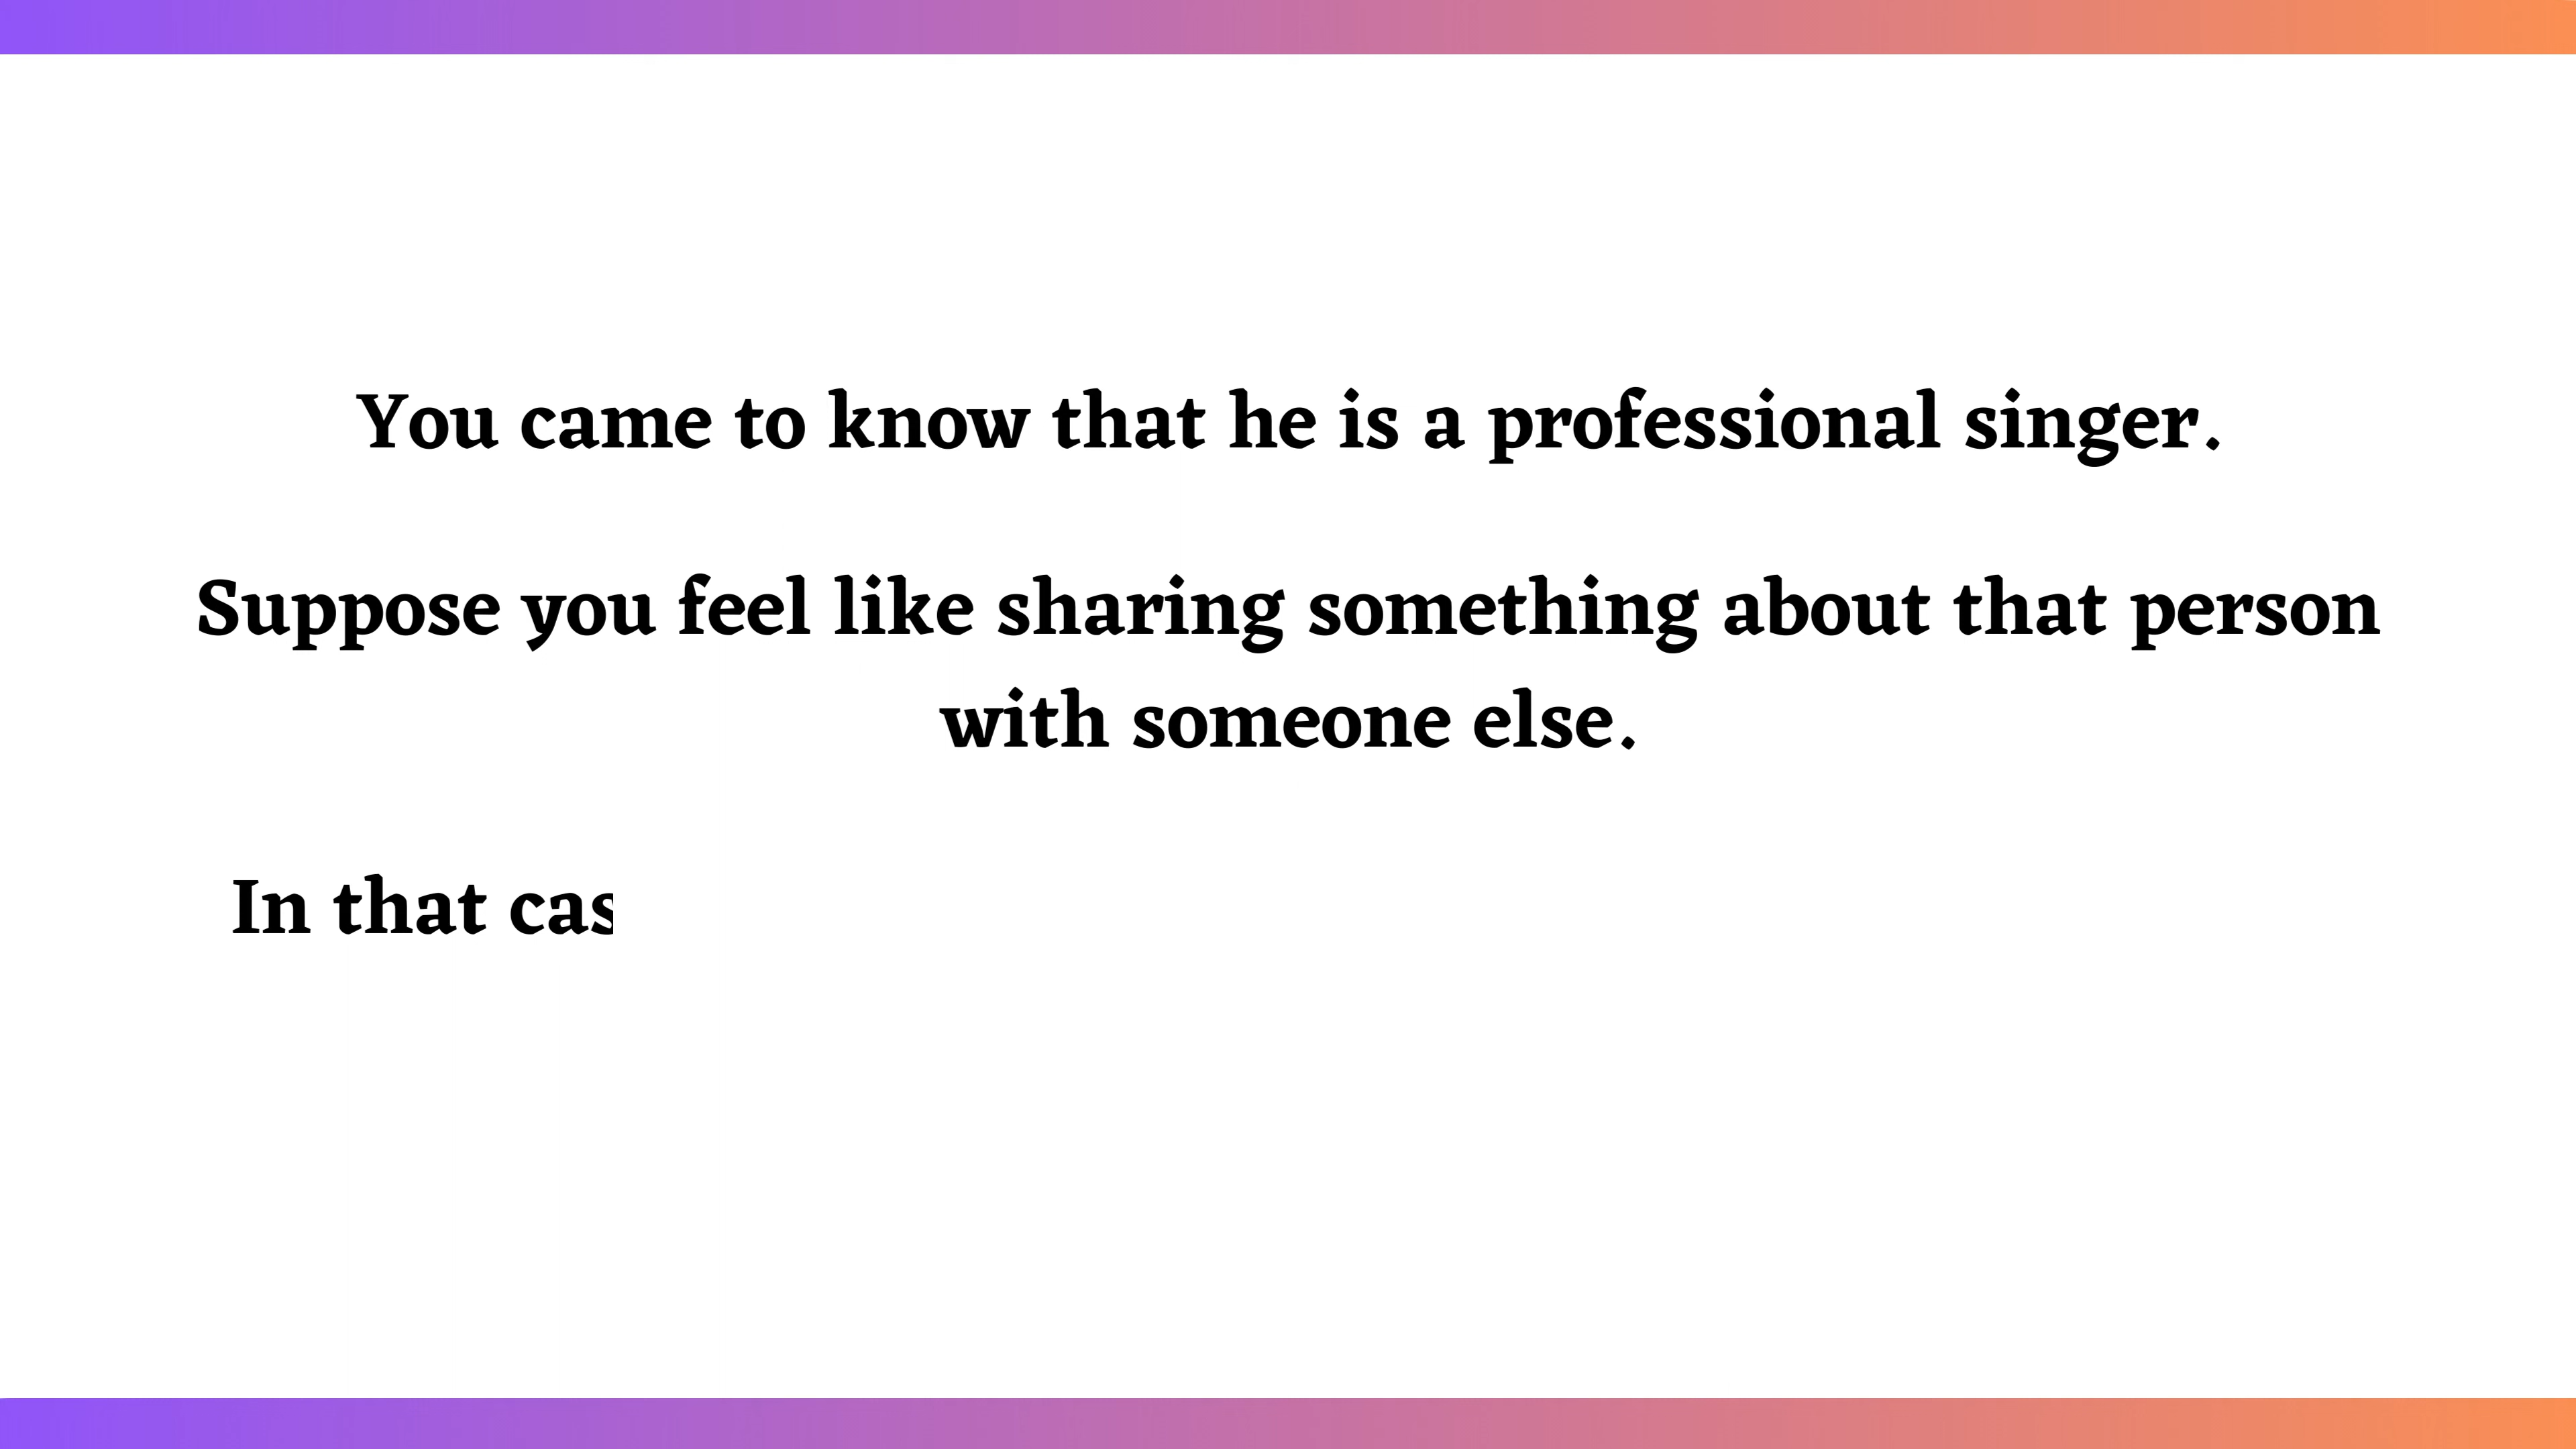 You came to know that he is a professional singer.
Suppose you feel like sharing something about that person
with someone else.
In that cas